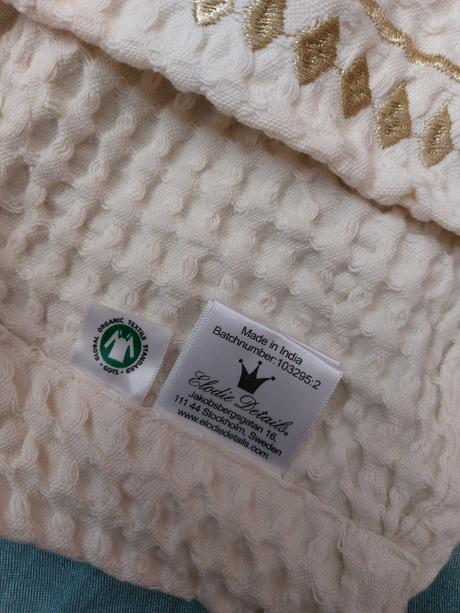 GLOBAL ORGANIC TEXTILE STANDARD
• GOTS •
Made in India
Batchnumber:103295:2
Elodie Details®
Jakobsbergsgatan 16,
111 44 Stockholm, Sweden
www.elodiedetails.com